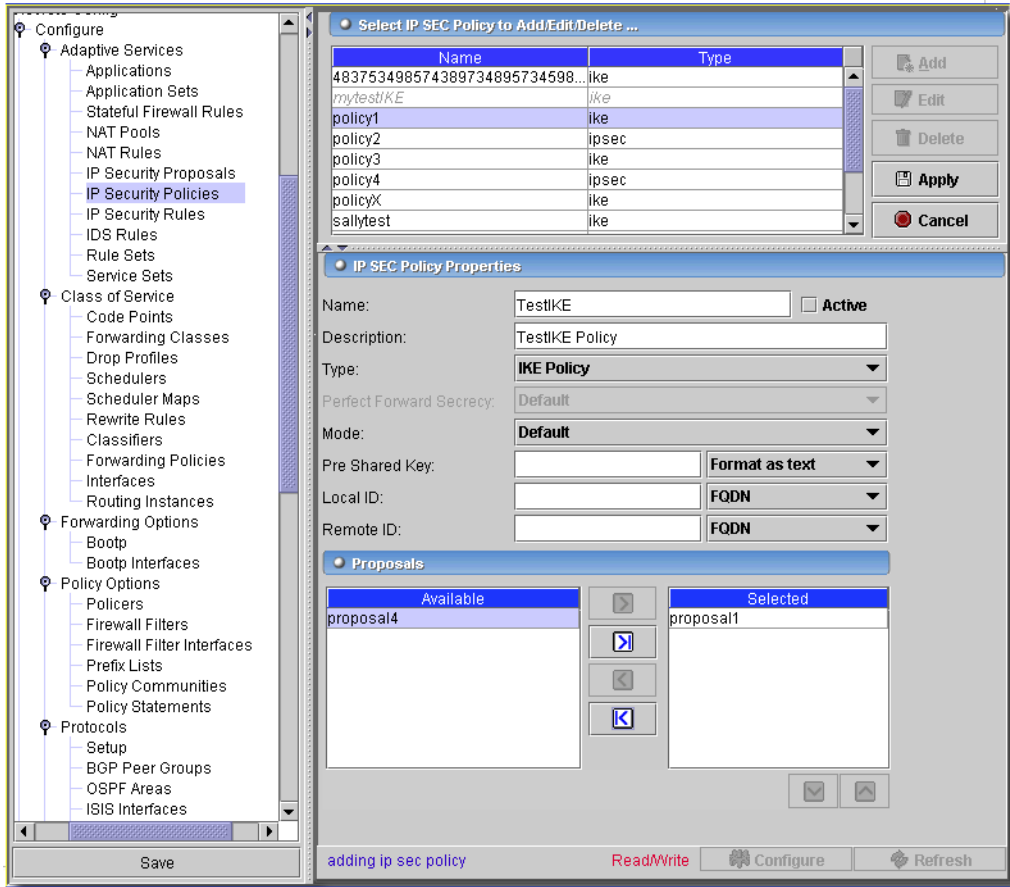 Configure
Adaptive Services
Applications
Application Sets
Stateful Firewall Rules
NAT Pools
NAT Rules
IP Security Proposals
IP Security Policies
IP Security Rules
IDS Rules
Rule Sets
Service Sets
Class of Service
Code Points
Forwarding Classes
Drop Profiles
Schedulers
Scheduler Maps
Rewrite Rules
Classifiers
Forwarding Policies
Interfaces
Routing Instances
Forwarding Options
Bootp
Bootp Interfaces
Policy Options
Policers
Firewall Filters
Firewall Filter Interfaces
Prefix Lists
Policy Communities
Policy Statements
Protocols
Setup
BGP Peer Groups
OSPF Areas
ISIS Interfaces
Save
Select IP SEC Policy to Add/Edit/Delete ...
Name Type
483753498574389734895734598... ike
mytestIKE ike
policy1 ike
policy2 ipsec
policy3 ike
policy4 ipsec
policyX ike
sallytest ike
Add
Edit
Delete
Apply
Cancel
IP SEC Policy Properties
Name: TestIKE Active
Description: TestIKE Policy
Type: IKE Policy
Perfect Forward Secrecy: Default
Mode: Default
Pre Shared Key: Format as text
Local ID: FQDN
Remote ID: FQDN
Proposals
Available Selected
proposal4 proposal1
adding ip sec policy Read/Write Configure Refresh